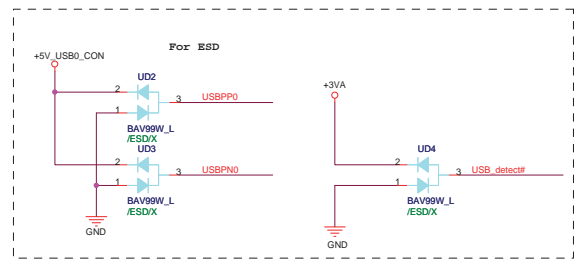 For ESD
+5V_USB0_CON
UD2
2
1
3
USBPP0
BAV99W_L
/ESD/X
UD3
2
1
3
USBPN0
BAV99W_L
/ESD/X
GND
+3VA
UD4
2
1
3
USB_detect#
BAV99W_L
/ESD/X
GND